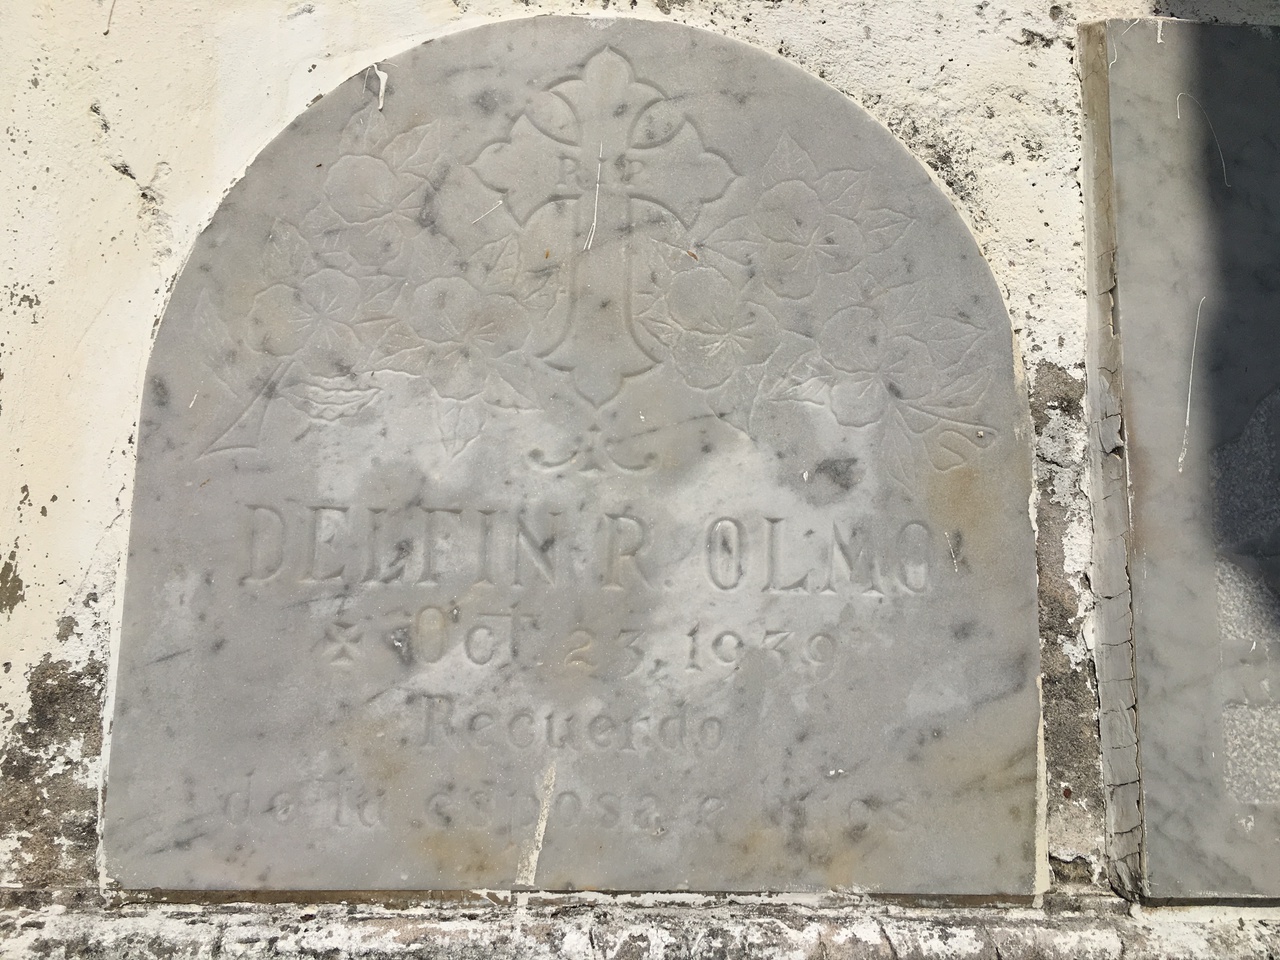 R.I.P.
DELFIN R. OLMO
✠ Oct 23, 1939
Recuerdo
de la esposa e hijos